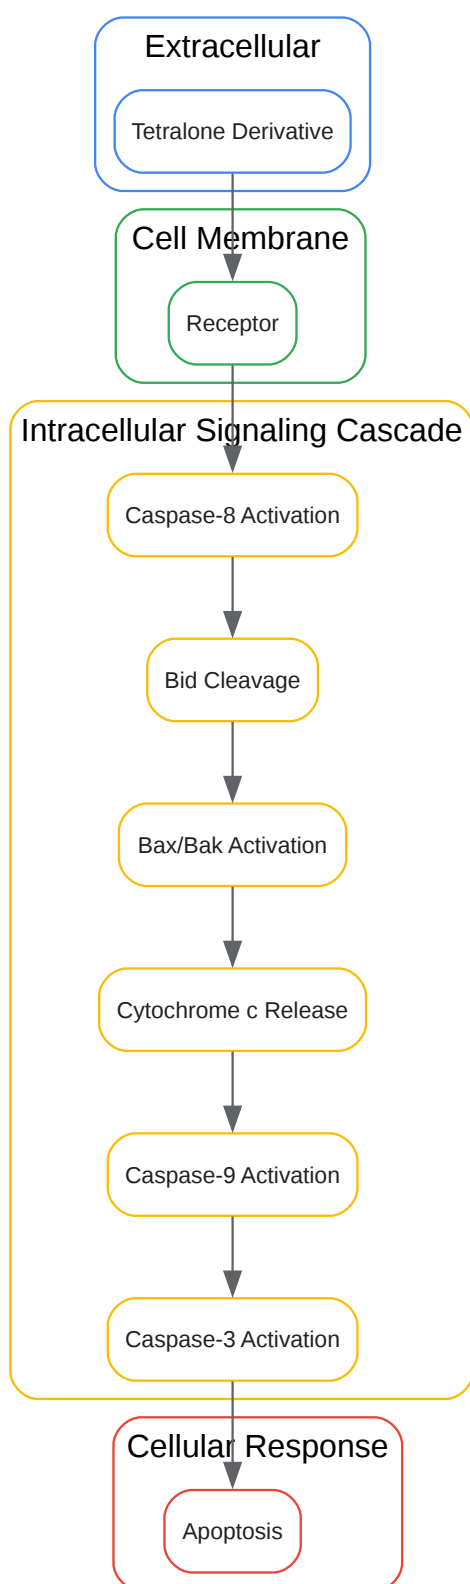 Extracellular
Tetralone Derivative
Cell Membrane
Receptor
Intracellular Signaling Cascade
Caspase-8 Activation
Bid Cleavage
Bax/Bak Activation
Cytochrome c Release
Caspase-9 Activation
Caspase-3 Activation
Cellular Response
Apoptosis